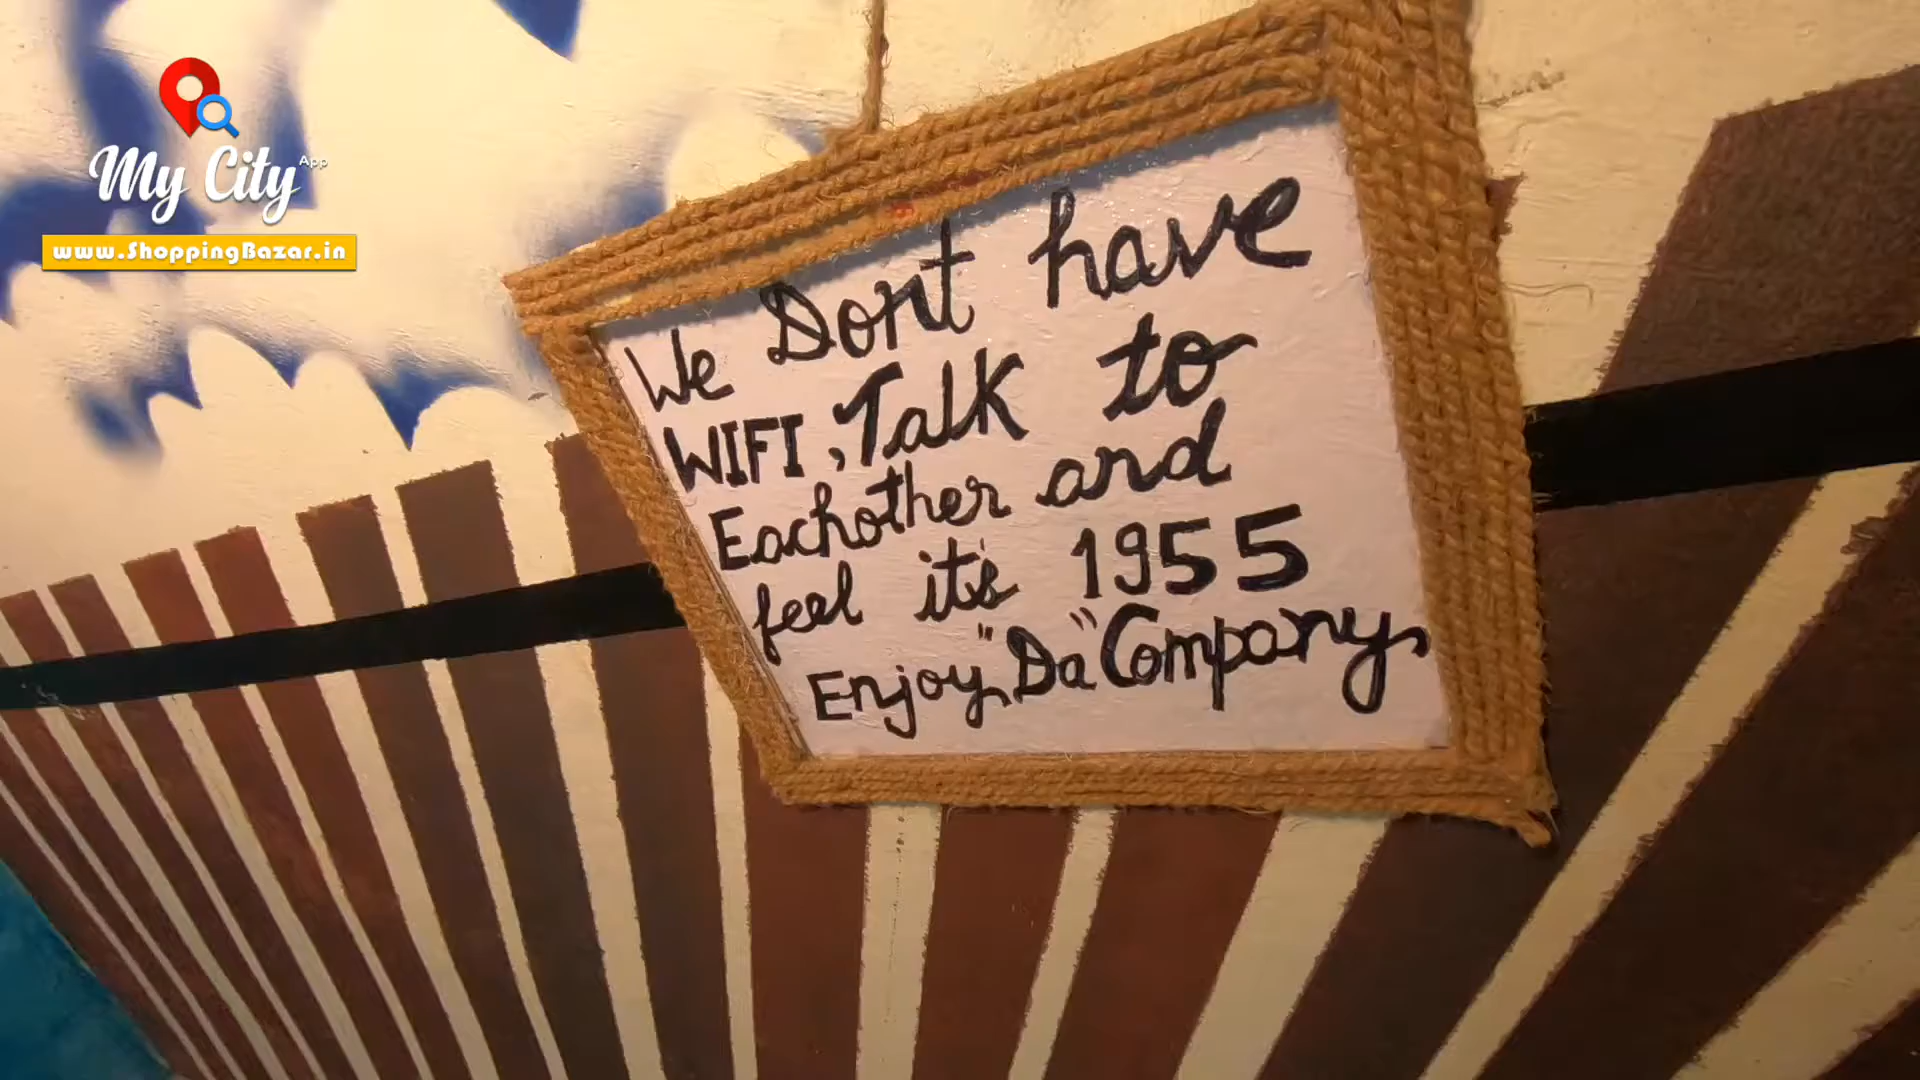 My City App
www.ShoppingBazar.in
We Dont have
WIFI, Talk to
Eachother and
feel it's 1955
Enjoy "Da" Company